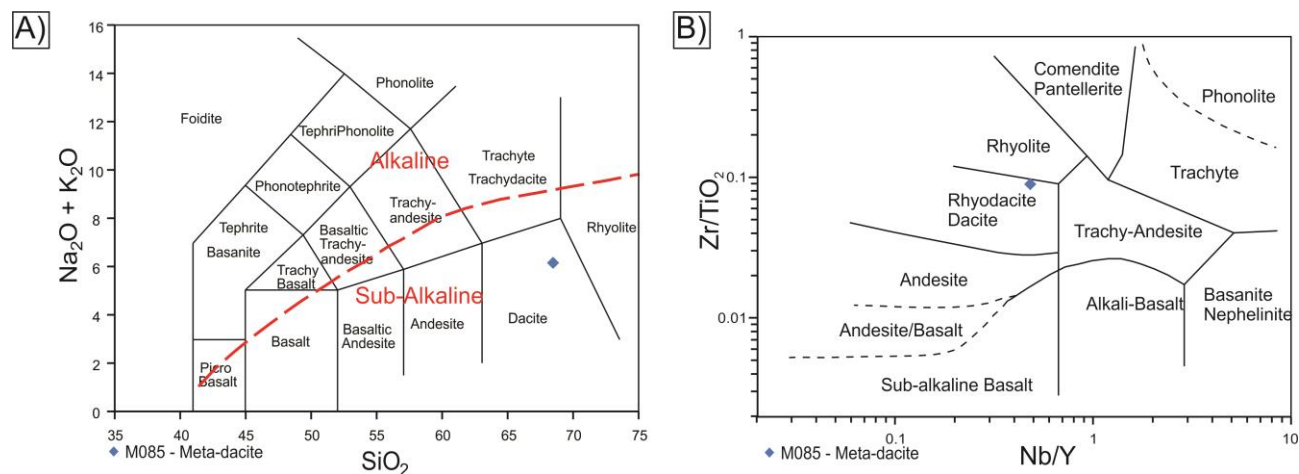 A)
Na2O + K2O
16
14
12
10
8
6
4
2
0
35
45
50
55
60
65
70
75
Foidite
Phonolite
TephriPhonolite
Alkaline
Trachyte
Trachydacite
Phonotephrite
Trachy-
andesite
Tephrite
Basanite
Basaltic
Trachy-
andesite
Trachy
Basalt
Rhyolite
Sub-Alkaline
Basalt
Basaltic
Andesite
Andesite
Dacite
Picro
Basalt
M085 - Meta-dacite
SiO2
B)
Zr/TiO2
1
0.1
0.01
0.1
1
10
Comendite
Pantellerite
Phonolite
Rhyolite
Trachyte
Rhyodacite
Dacite
Trachy-Andesite
Andesite
Alkali-Basalt
Basanite
Nephelinite
Andesite/Basalt
Sub-alkaline Basalt
M085 - Meta-dacite
Nb/Y